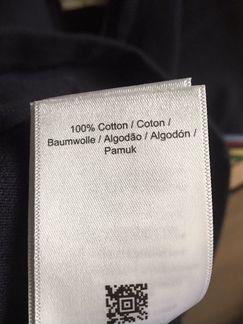 100% Cotton / Coton /
Baumwolle / Algodão / Algodón /
Pamuk